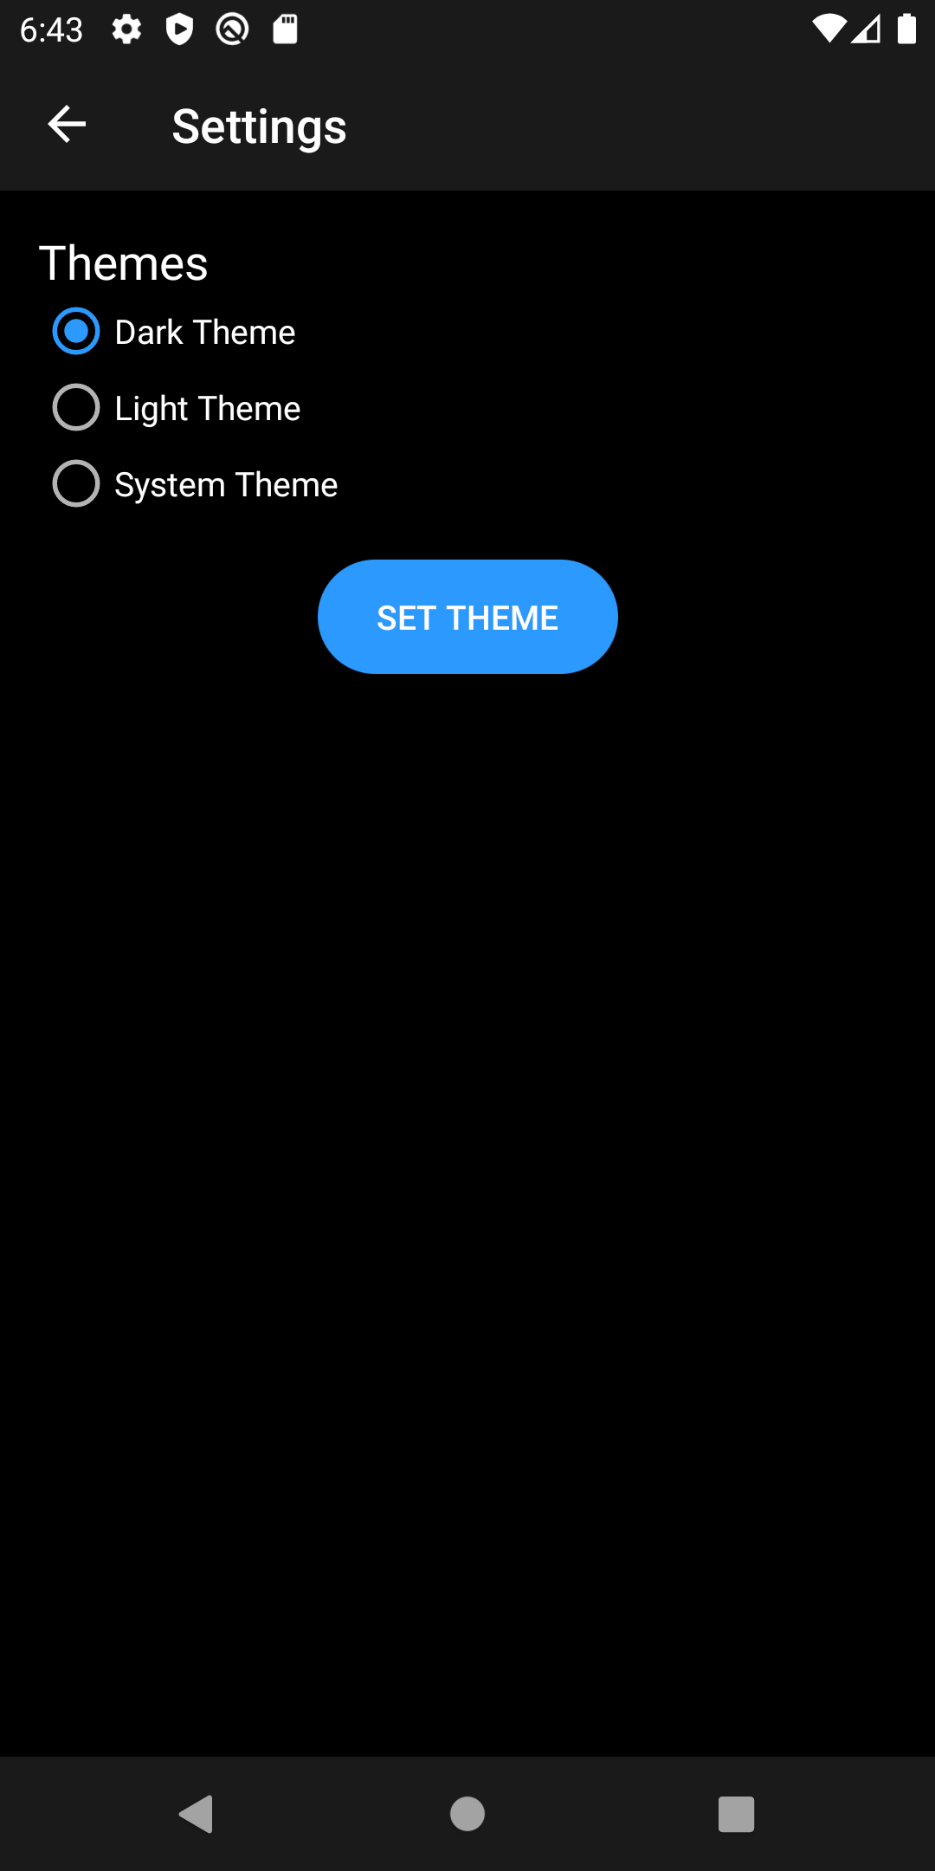 6:43
Settings
Themes
Dark Theme
Light Theme
System Theme
SET THEME